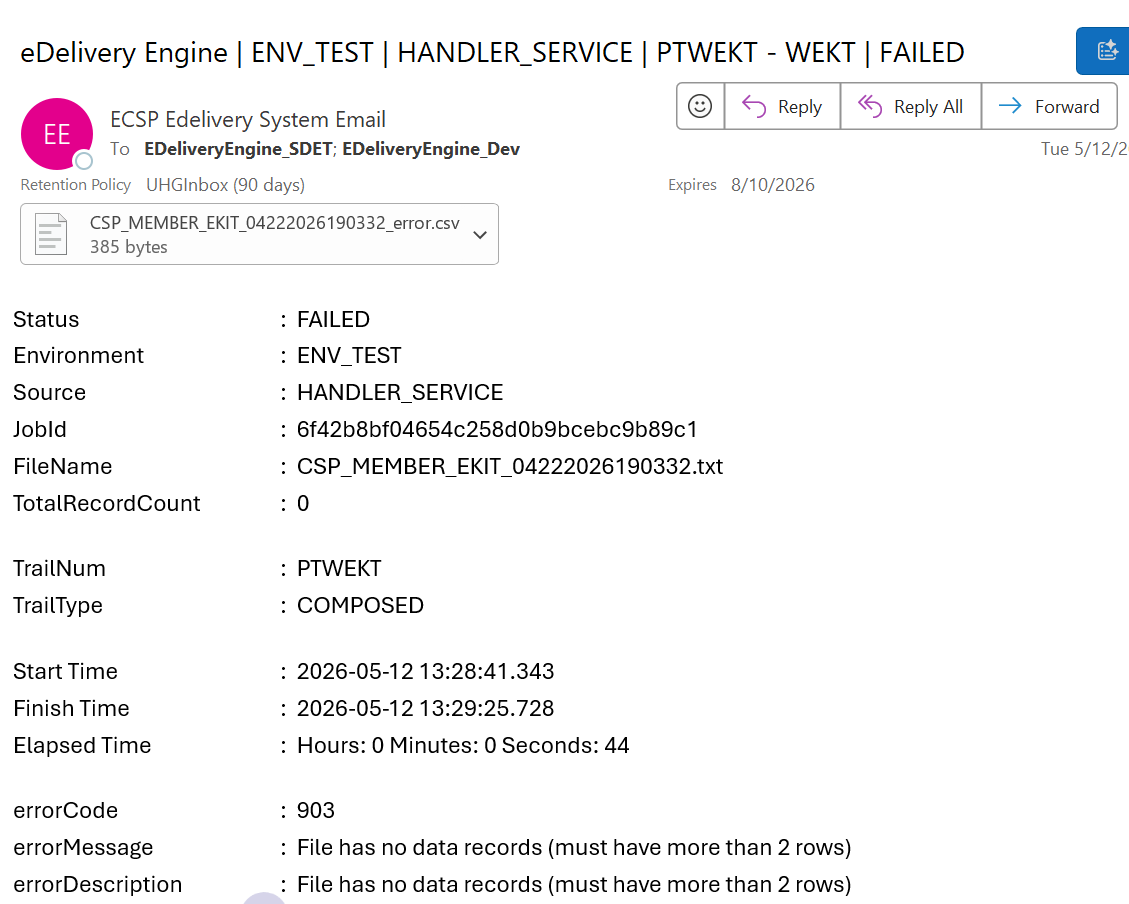 eDelivery Engine | ENV_TEST | HANDLER_SERVICE | PTWEKT - WEKT | FAILED
EE
ECSP Edelivery System Email
Reply
Reply All
Forward
To EDeliveryEngine_SDET; EDeliveryEngine_Dev
Tue 5/12/2
Retention Policy UHGInbox (90 days)
Expires 8/10/2026
CSP_MEMBER_EKIT_04222026190332_error.csv
385 bytes
Status : FAILED
Environment : ENV_TEST
Source : HANDLER_SERVICE
JobId : 6f42b8bf04654c258d0b9bcebc9b89c1
FileName : CSP_MEMBER_EKIT_04222026190332.txt
TotalRecordCount : 0
TrailNum : PTWEKT
TrailType : COMPOSED
Start Time : 2026-05-12 13:28:41.343
Finish Time : 2026-05-12 13:29:25.728
Elapsed Time : Hours: 0 Minutes: 0 Seconds: 44
errorCode : 903
errorMessage : File has no data records (must have more than 2 rows)
errorDescription : File has no data records (must have more than 2 rows)